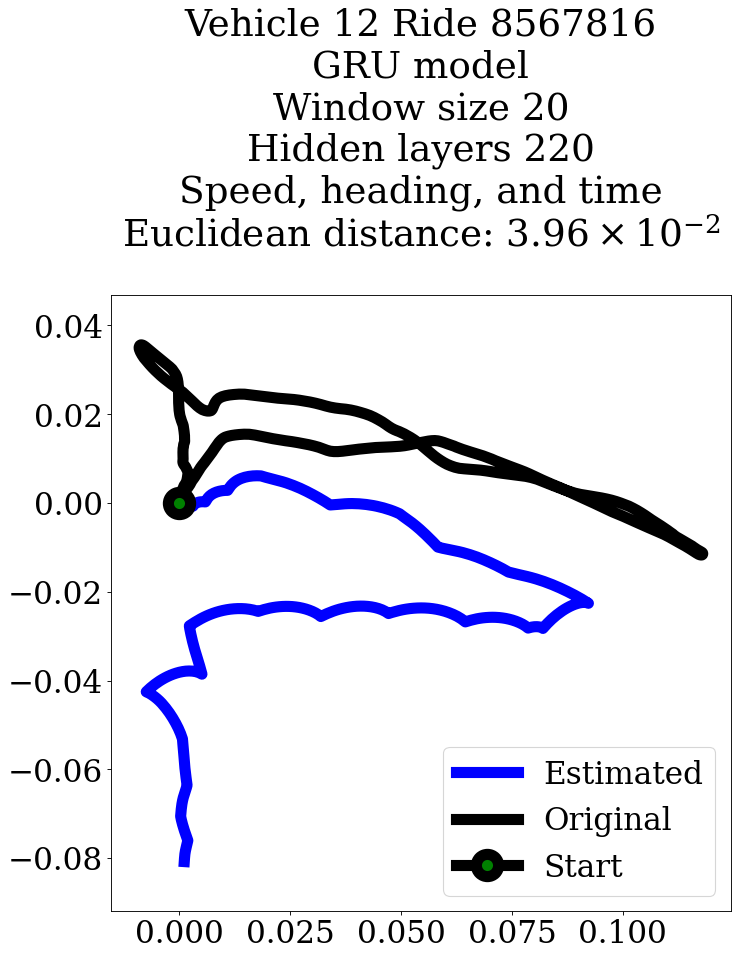 Vehicle 12 Ride 8567816
GRU model
Window size 20
Hidden layers 220
Speed, heading, and time
Euclidean distance: 3.96 × 10⁻²
0.04
0.02
0.00
−0.02
−0.04
−0.06
−0.08
Estimated
Original
Start
0.000 0.025 0.050 0.075 0.100